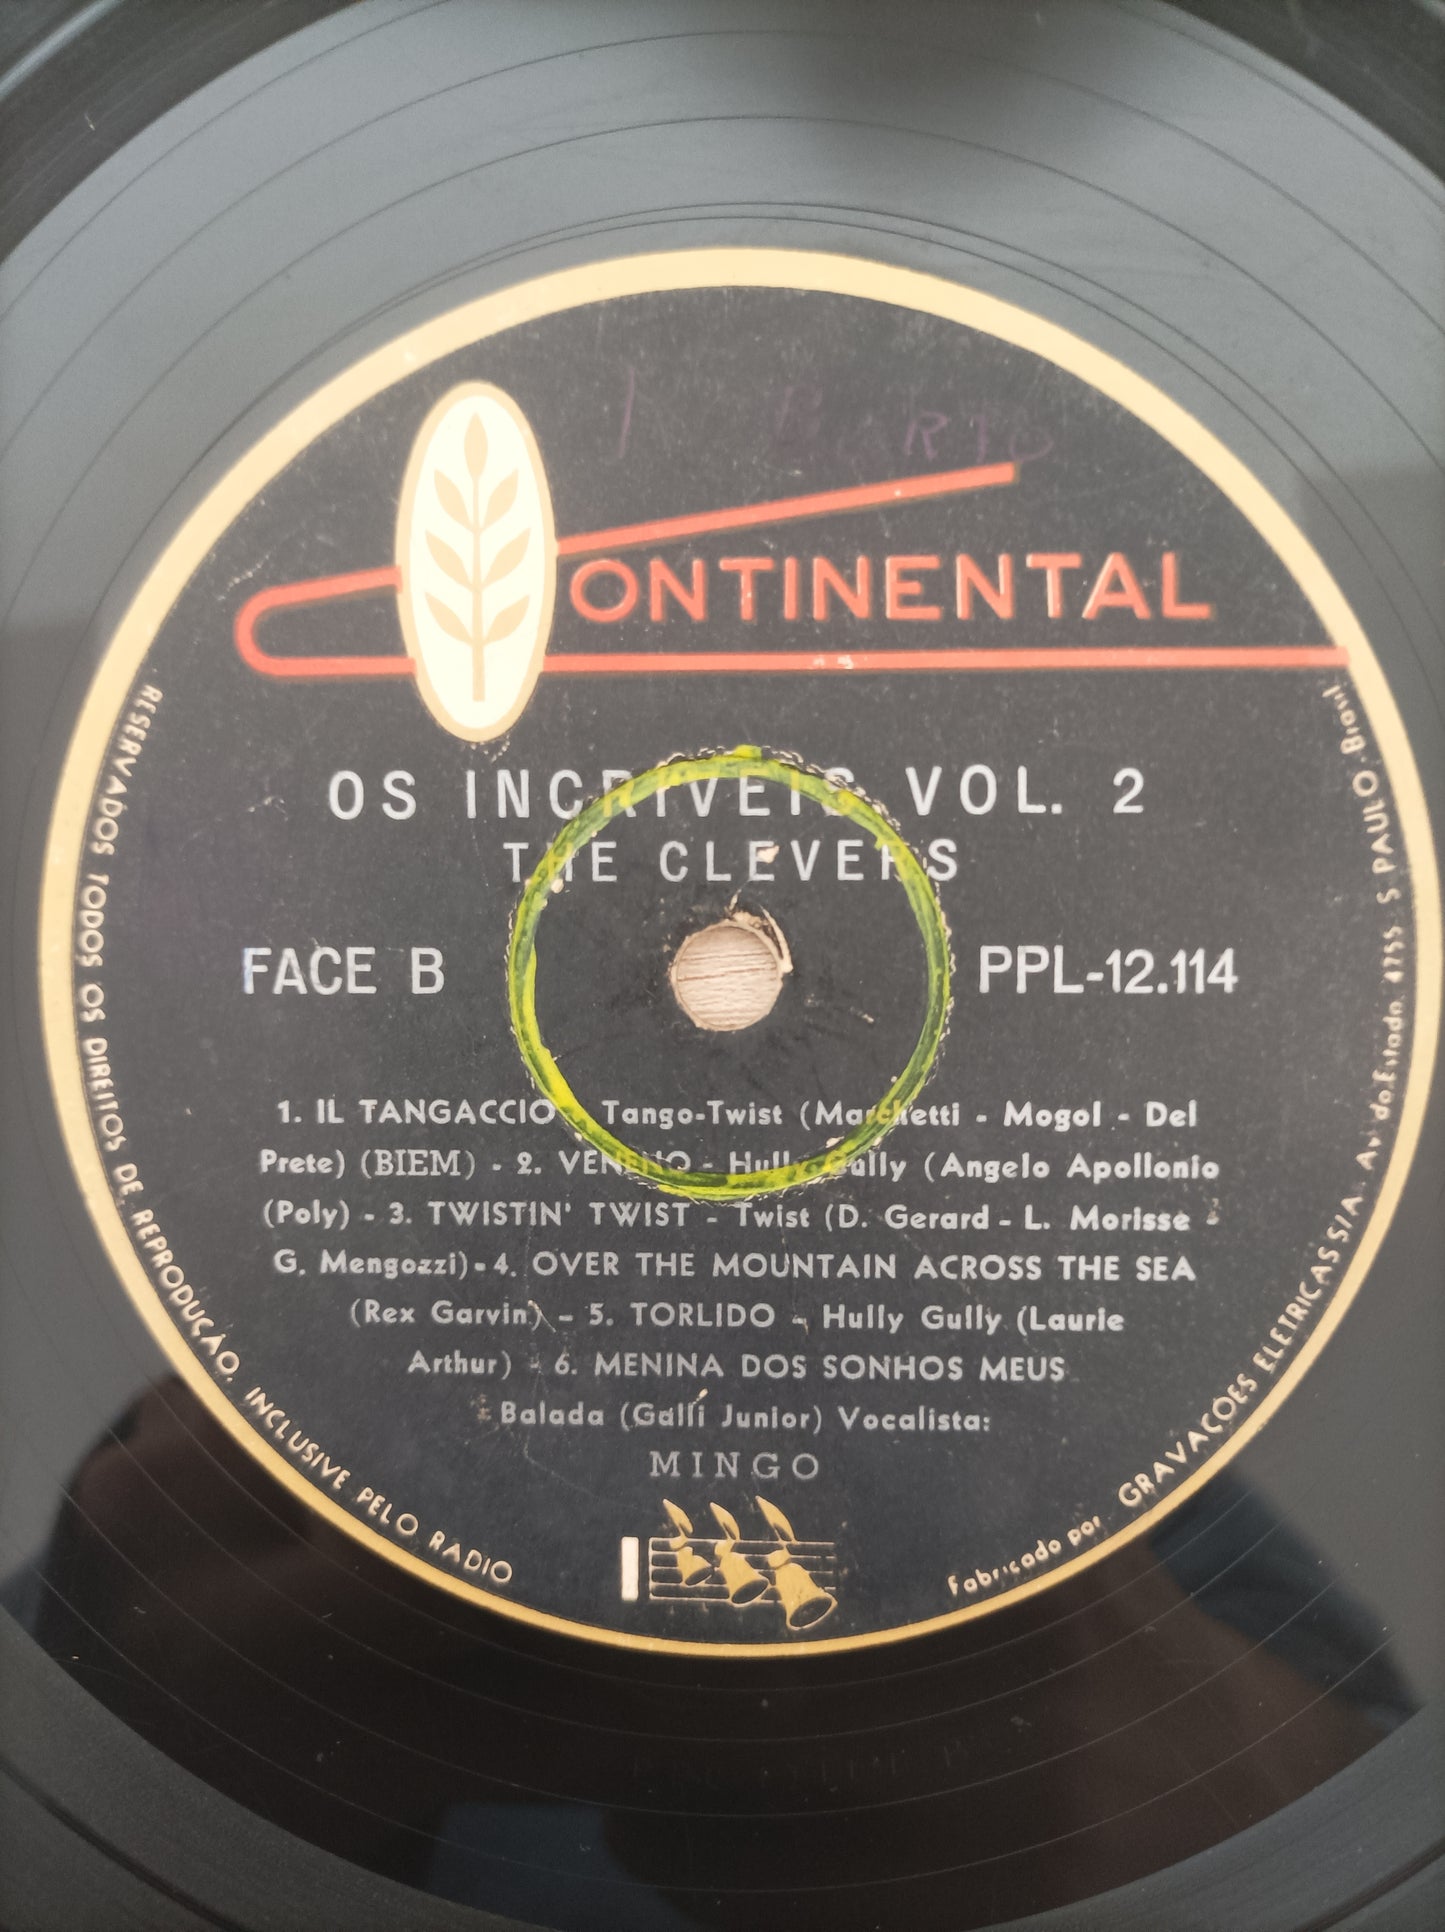 CONTINENTAL
OS INCRÍVEIS VOL. 2
THE CLEVERS
FACE B
PPL-12.114
1. IL TANGACCIO - Tango-Twist (Marchetti - Mogol - Del
Prete) (BIEM) - 2. VENENO - Hully Gully (Angelo Apollonio
(Poly) - 3. TWISTIN' TWIST - Twist (D. Gerard - L. Morisse -
G. Mengozzi) - 4. OVER THE MOUNTAIN ACROSS THE SEA
(Rex Garvin) - 5. TORLIDO - Hully Gully (Laurie
Arthur) - 6. MENINA DOS SONHOS MEUS
- Balada (Galli Junior) Vocalista:
MINGO
RESERVADOS TODOS OS DIREITOS DE REPRODUÇÃO, INCLUSIVE PELO RADIO
Fabricado por GRAVAÇÕES ELETRICAS S/A. Av do Estado 4755 S PAULO-Brasil